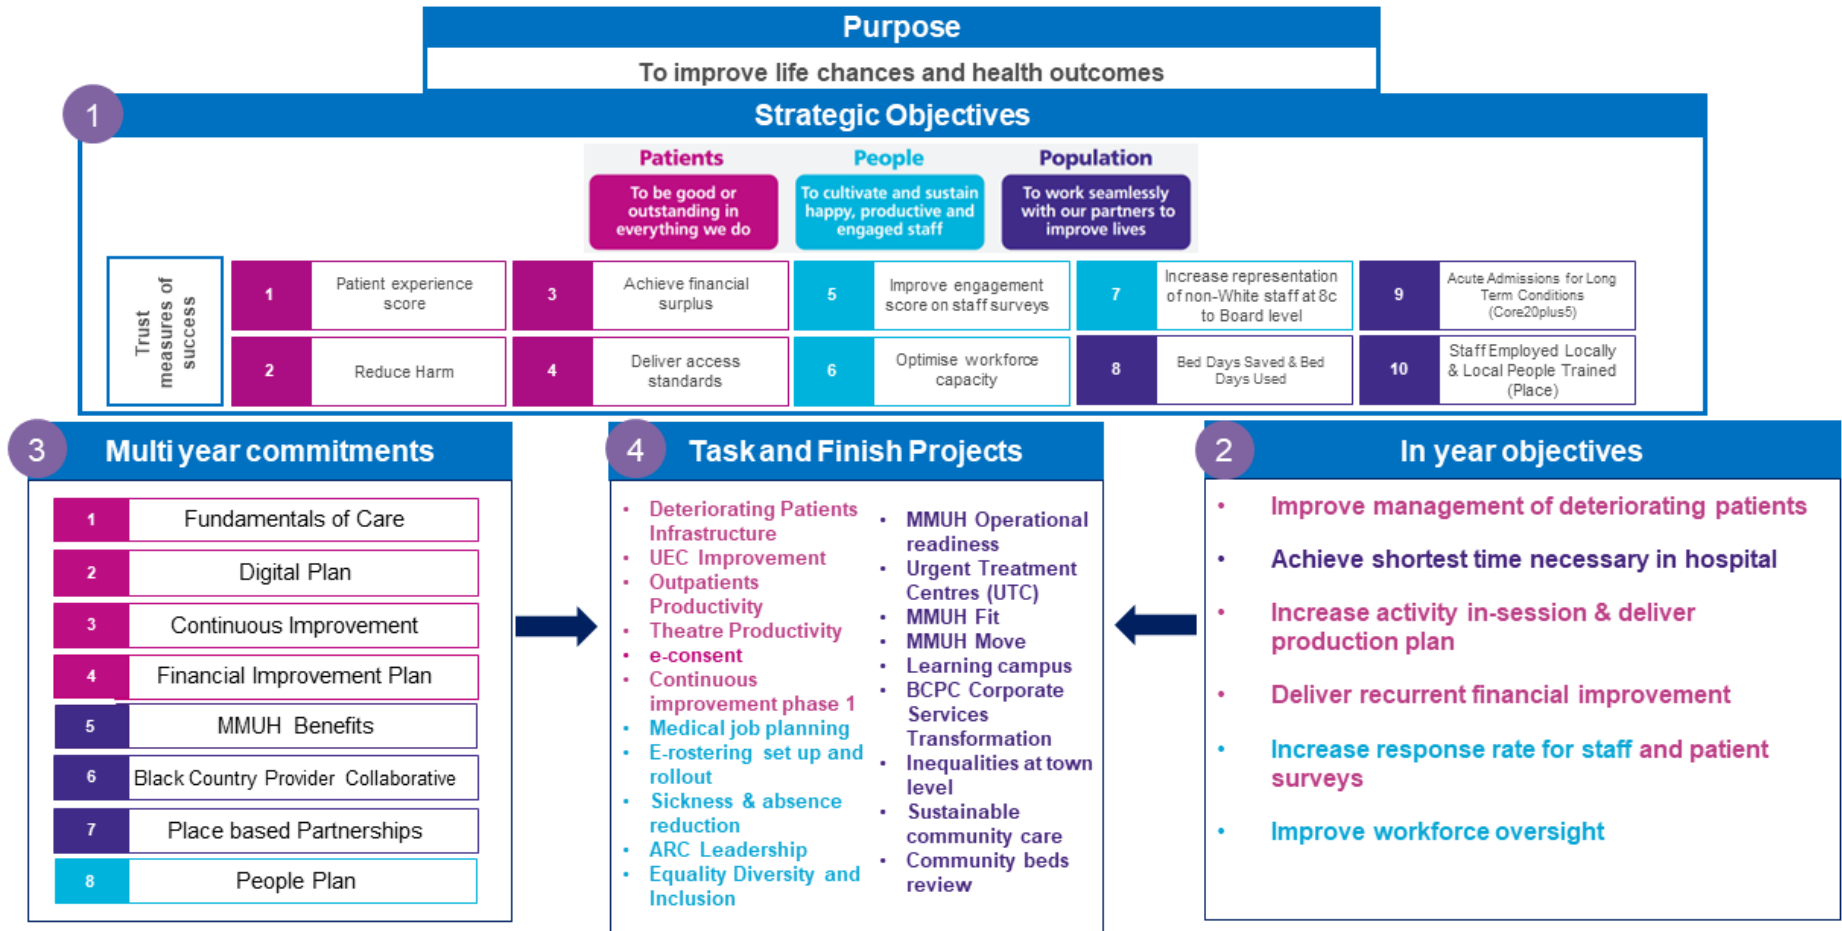 Purpose
To improve life chances and health outcomes
1
Strategic Objectives
Patients
To be good or
outstanding in
everything we do
People
To cultivate and sustain
happy, productive and
engaged staff
Population
To work seamlessly
with our partners to
improve lives
Trust
measures of
success
1
Patient experience
score
2
Reduce Harm
3
Achieve financial
surplus
4
Deliver access
standards
5
Improve engagement
score on staff surveys
6
Optimise workforce
capacity
7
Increase representation
of non-White staff at 8c
to Board level
8
Bed Days Saved & Bed
Days Used
9
Acute Admissions for Long
Term Conditions
(Core20plus5)
10
Staff Employed Locally
& Local People Trained
(Place)
3
Multi year commitments
1
Fundamentals of Care
2
Digital Plan
3
Continuous Improvement
4
Financial Improvement Plan
5
MMUH Benefits
6
Black Country Provider Collaborative
7
Place based Partnerships
8
People Plan
4
Task and Finish Projects
• Deteriorating Patients
Infrastructure
• UEC Improvement
• Outpatients
Productivity
• Theatre Productivity
• e-consent
• Continuous
improvement phase 1
• Medical job planning
• E-rostering set up and
rollout
• Sickness & absence
reduction
• ARC Leadership
• Equality Diversity and
Inclusion
• MMUH Operational
readiness
• Urgent Treatment
Centres (UTC)
• MMUH Fit
• MMUH Move
• Learning campus
• BCPC Corporate
Services
Transformation
• Inequalities at town
level
• Sustainable
community care
• Community beds
review
2
In year objectives
• Improve management of deteriorating patients
• Achieve shortest time necessary in hospital
• Increase activity in-session & deliver
production plan
• Deliver recurrent financial improvement
• Increase response rate for staff and patient
surveys
• Improve workforce oversight